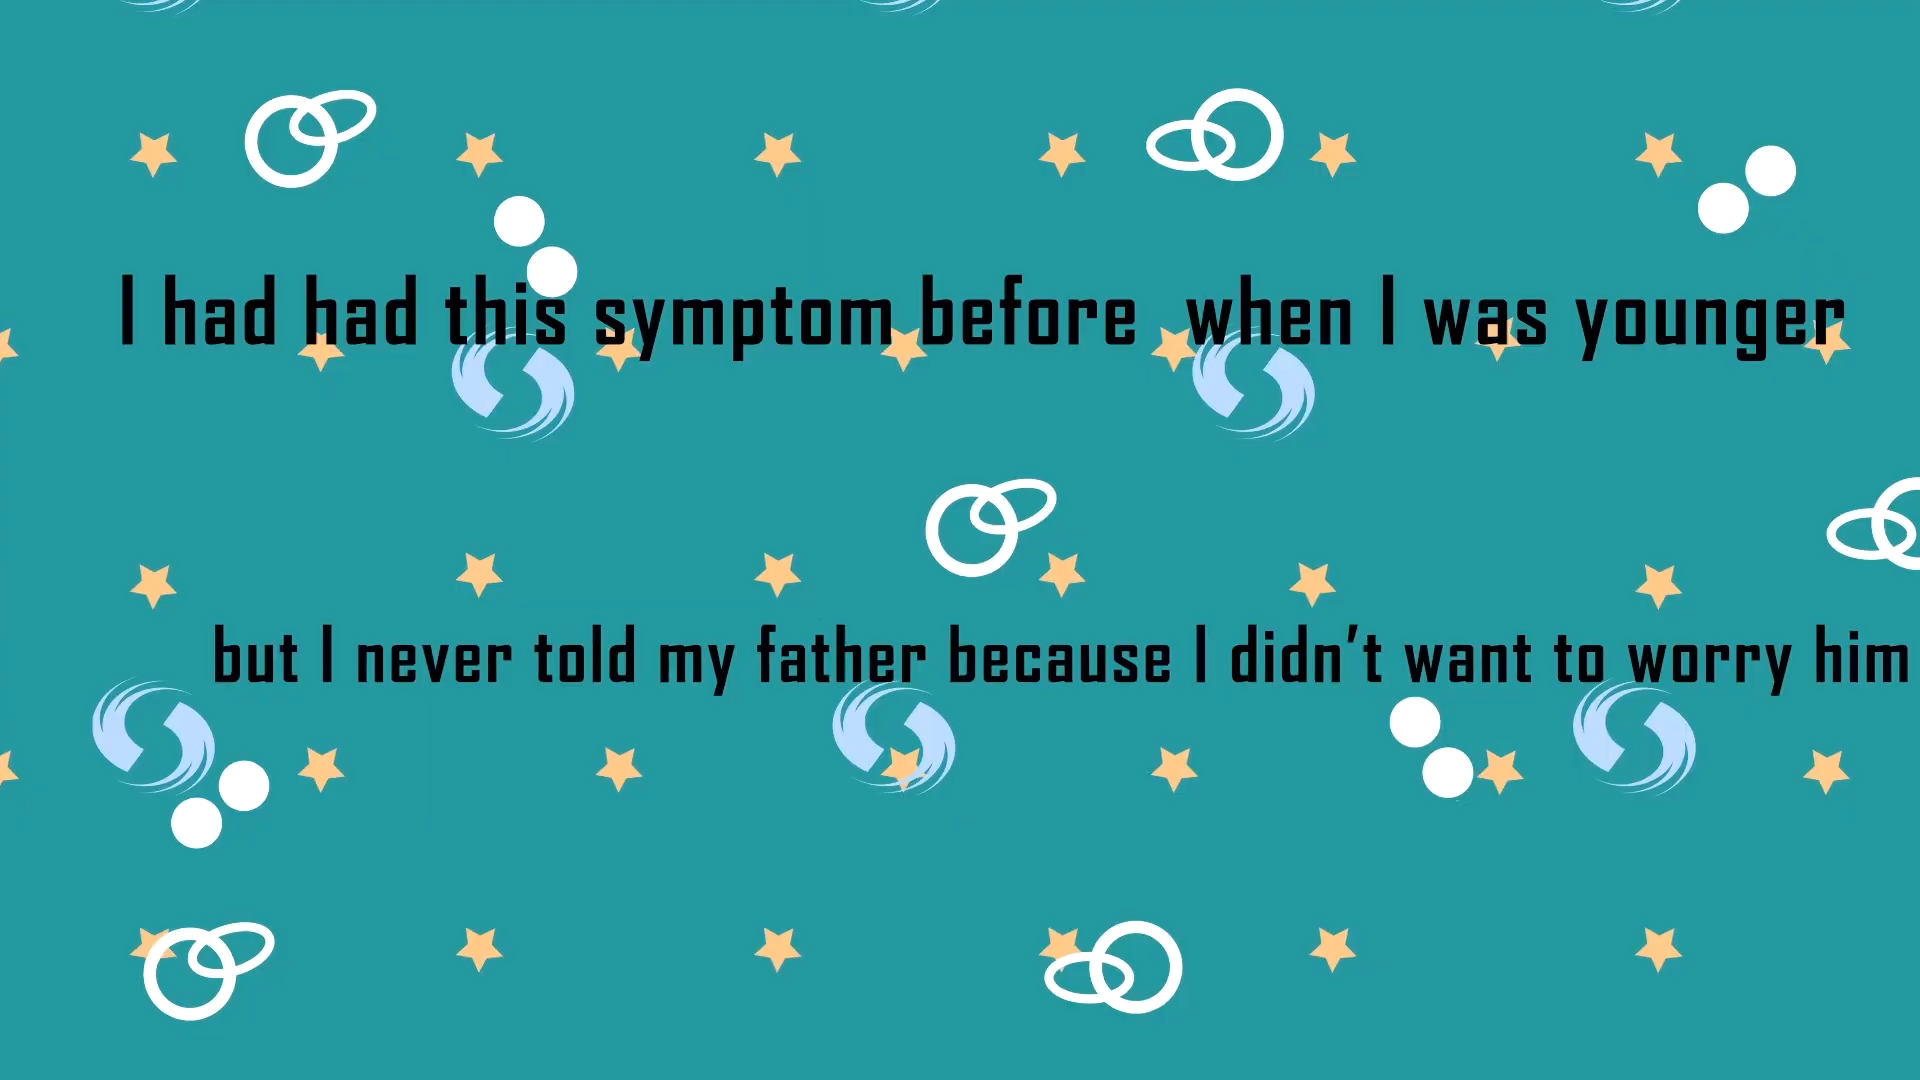 I had had this symptom before  when I was younger
but I never told my father because I didn’t want to worry him